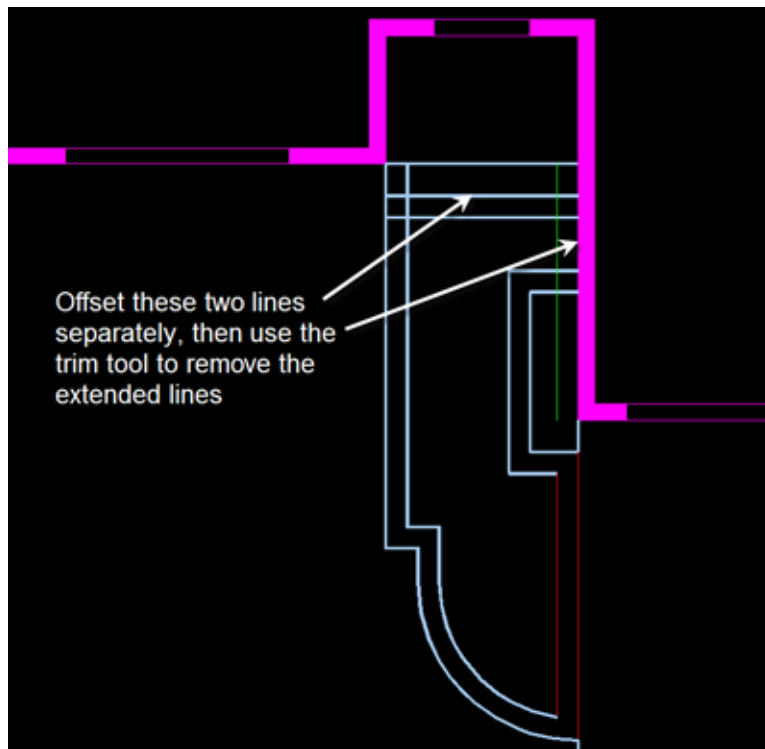 Offset these two lines
separately, then use the
trim tool to remove the
extended lines